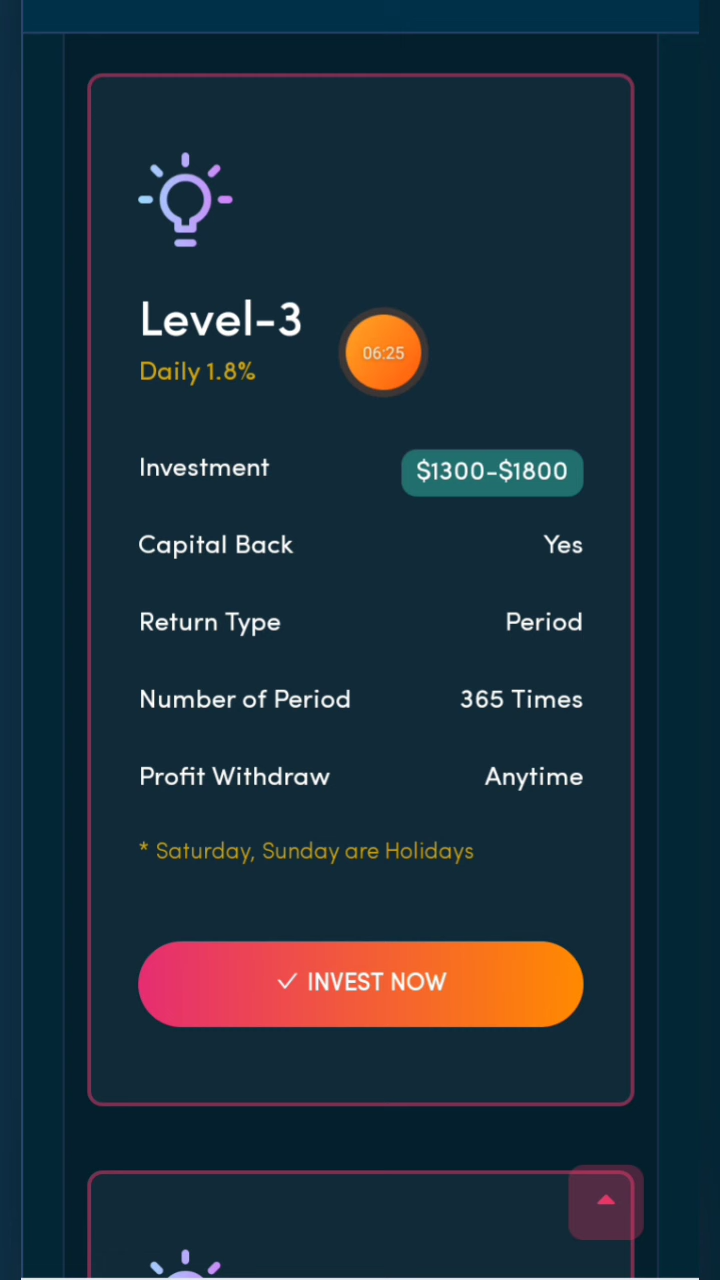 Level-3
06:25
Daily 1.8%
Investment $1300-$1800
Capital Back Yes
Return Type Period
Number of Period 365 Times
Profit Withdraw Anytime
* Saturday, Sunday are Holidays
✓ INVEST NOW